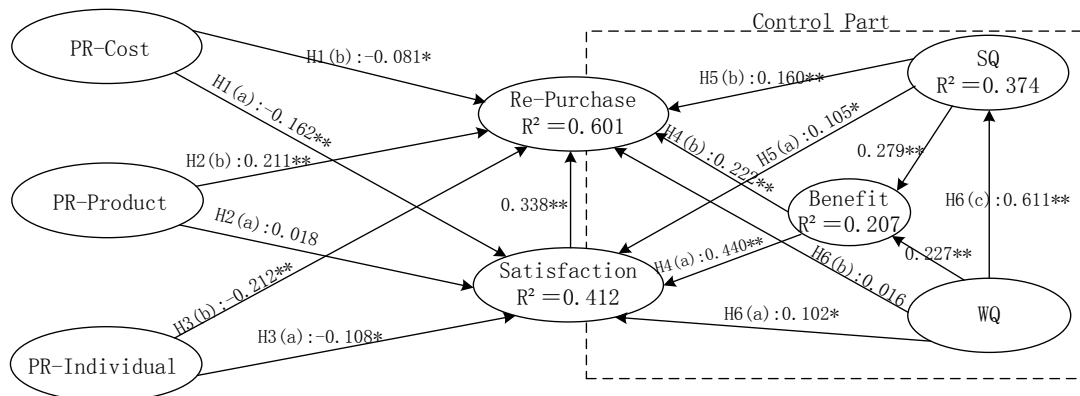 Control Part
PR-Cost
H1(b):-0.081*
SQ
R²=0.374
H5(b):0.160**
Re-Purchase
R²=0.601
H1(a):-0.162**
H5(a):0.105*
H4(b):0.222**
H2(b):0.211**
0.279**
PR-Product
Benefit
R²=0.207
H6(c):0.611**
H2(a):0.018
0.338**
0.227**
H4(a):0.440**
H6(b):0.016
H3(b):-0.212**
Satisfaction
R²=0.412
H6(a):0.102*
WQ
H3(a):-0.108*
PR-Individual